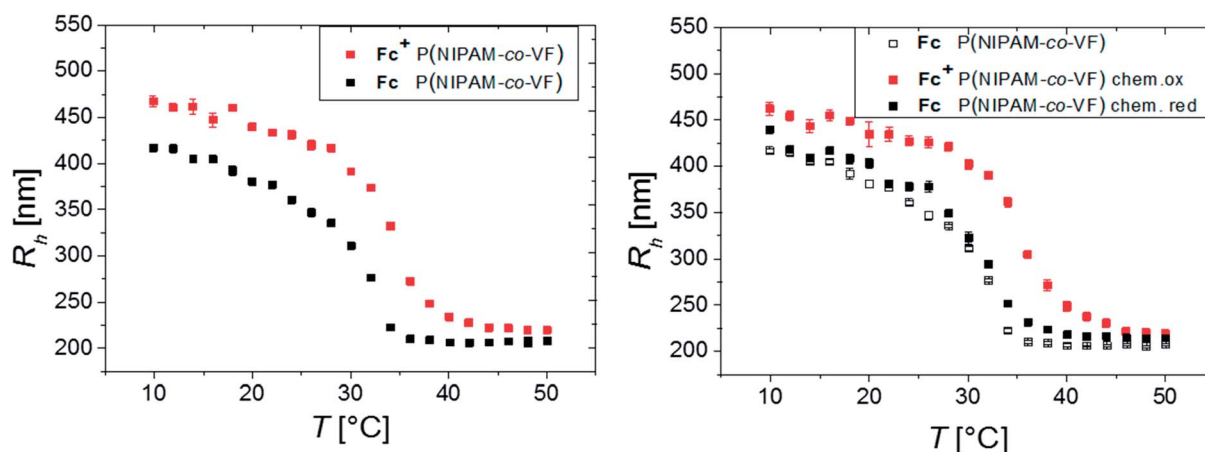 550
500
450
400
350
300
250
200
R_h [nm]
Fc+ P(NIPAM-co-VF)
Fc P(NIPAM-co-VF)
10 20 30 40 50
T [°C]
550
500
450
400
350
300
250
200
R_h [nm]
Fc P(NIPAM-co-VF)
Fc+ P(NIPAM-co-VF) chem.ox
Fc P(NIPAM-co-VF) chem. red
10 20 30 40 50
T [°C]